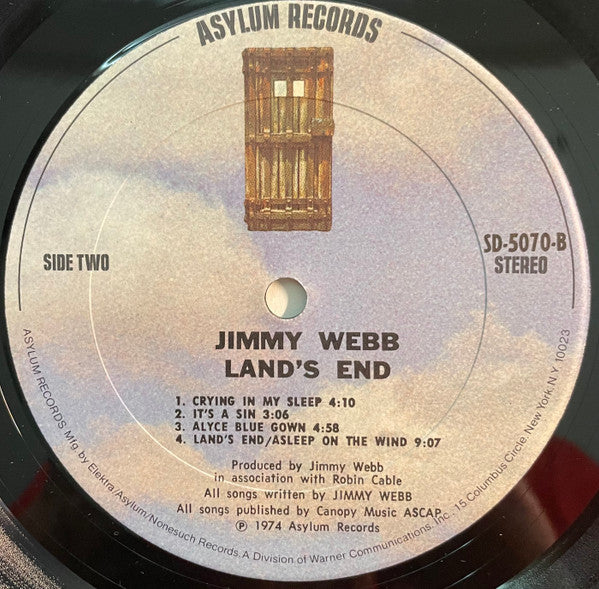 ASYLUM RECORDS
SIDE TWO
SD-5070-B
STEREO
JIMMY WEBB
LAND'S END
1. CRYING IN MY SLEEP 4:10
2. IT'S A SIN 3:06
3. ALYCE BLUE GOWN 4:58
4. LAND'S END/ASLEEP ON THE WIND 9:07
Produced by Jimmy Webb
in association with Robin Cable
All songs written by JIMMY WEBB
All songs published by Canopy Music ASCAP
℗ 1974 Asylum Records
ASYLUM RECORDS Mfg. by Elektra/Asylum/Nonesuch Records. A Division of Warner Communications, Inc., 15 Columbus Circle, New York, N.Y. 10023